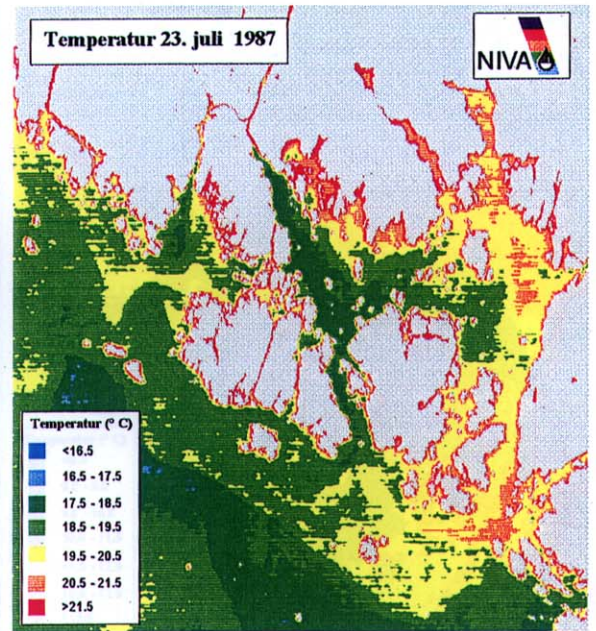 Temperatur 23. juli 1987
NIVA
Temperatur (° C)
<16.5
16.5 - 17.5
17.5 - 18.5
18.5 - 19.5
19.5 - 20.5
20.5 - 21.5
>21.5